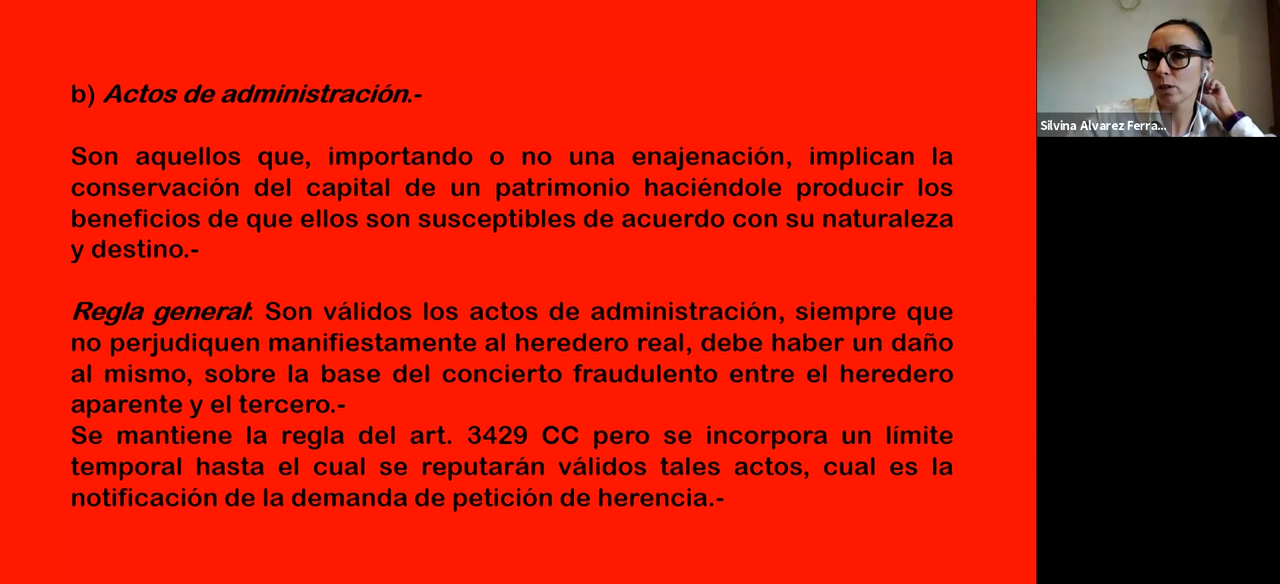 b) Actos de administración.-
Son aquellos que, importando o no una enajenación, implican la
conservación del capital de un patrimonio haciéndole producir los
beneficios de que ellos son susceptibles de acuerdo con su naturaleza
y destino.-
Regla general: Son válidos los actos de administración, siempre que
no perjudiquen manifiestamente al heredero real, debe haber un daño
al mismo, sobre la base del concierto fraudulento entre el heredero
aparente y el tercero.-
Se mantiene la regla del art. 3429 CC pero se incorpora un límite
temporal hasta el cual se reputarán válidos tales actos, cual es la
notificación de la demanda de petición de herencia.-
Silvina Alvarez Ferra...